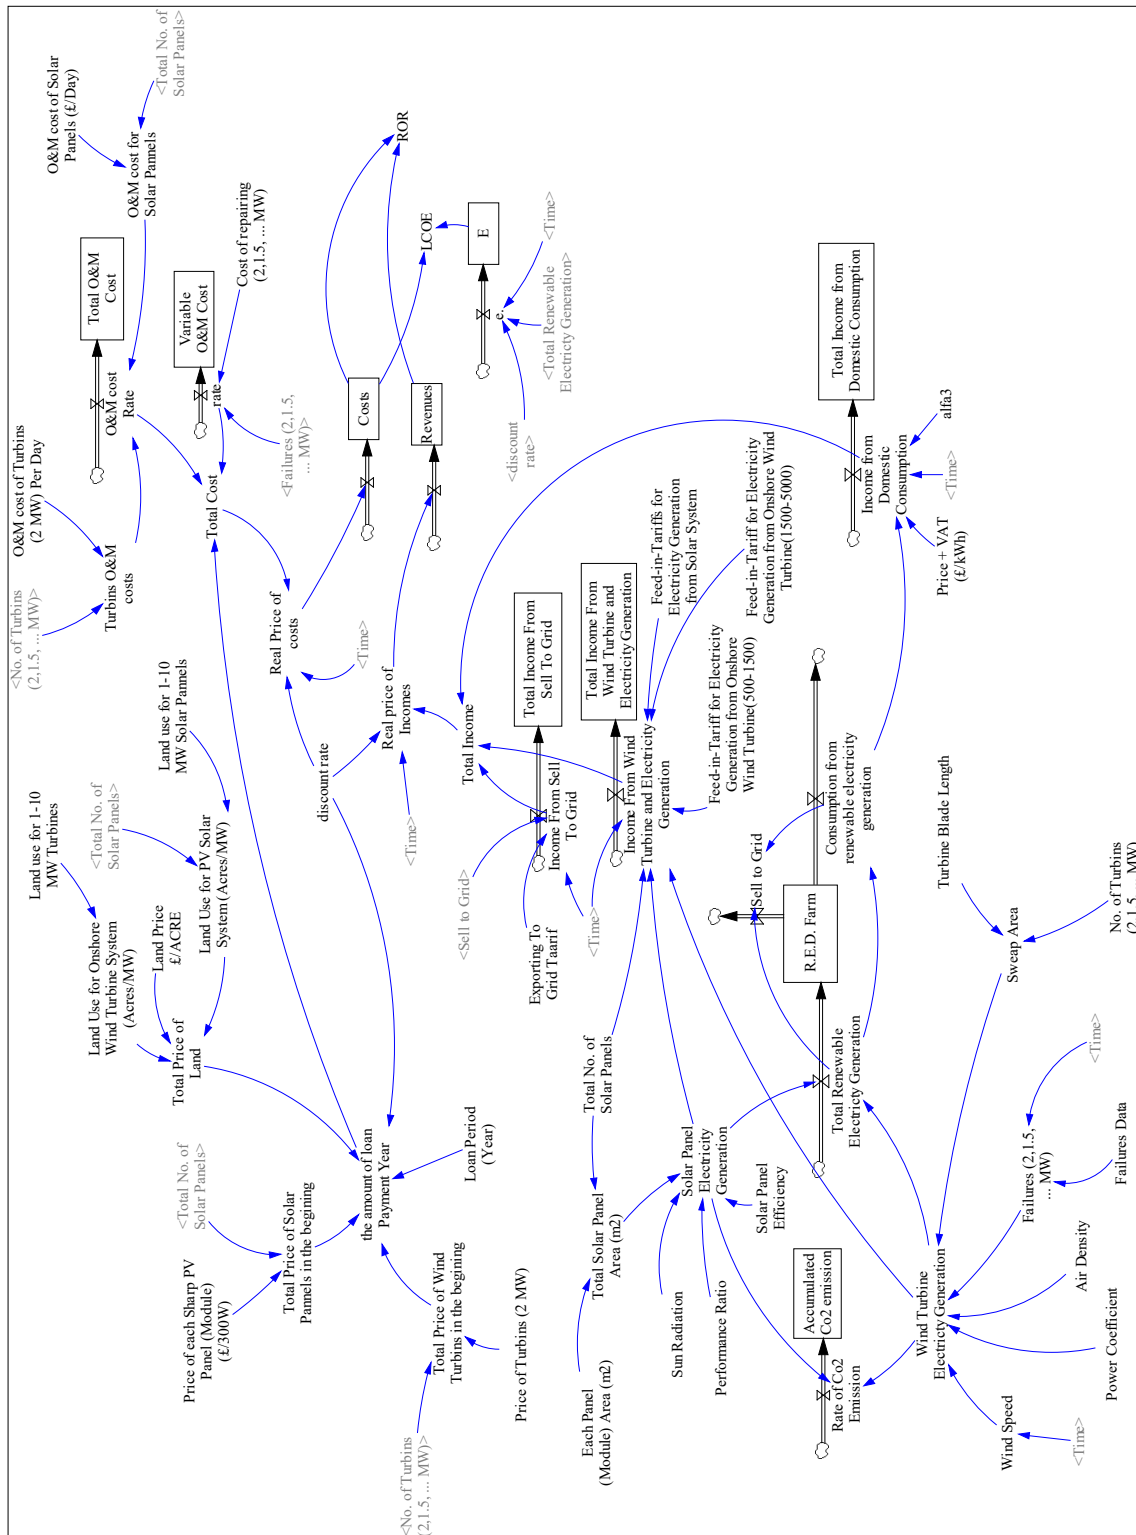 <No. of Turbins
(2,1.5, ... MW)>
O&M cost of Turbins
(2 MW) Per Day
Turbins O&M
costs
O&M cost
Rate
Total O&M
Cost
O&M cost for
Solar Pannels
O&M cost of Solar
Panels (£/Day)
<Total No. of
Solar Panels>
Variable
O&M Cost
rate
Cost of repairing
(2,1.5, ... MW)
<Failures (2,1.5,
... MW)>
Total Cost
Land use for 1-10
MW Turbines
<Total No. of
Solar Panels>
Land use for 1-10
MW Solar Pannels
Land Use for Onshore
Wind Turbine System
(Acres/MW)
Land Price
£/ACRE
Land Use for PV Solar
System (Acres/MW)
Total Price of
Land
Real Price of
costs
<Time>
discount rate
Real price of
Incomes
<Time>
Costs
Revenues
ROR
LCOE
E
e.
<Time>
<Total Renewable
Electricty Generation>
<discount
rate>
Price of each Sharp PV
Panel (Module)
(£/300W)
<Total No. of
Solar Panels>
Total Price of Solar
Pannels in the begining
the amount of loan
Payment Year
Loan Period
(Year)
Total Price of Wind
Turbins in the begining
<No. of Turbins
(2,1.5, ... MW)>
Price of Turbins (2 MW)
Total Income
<Sell to Grid>
Exporting To
Grid Taarif
Income From Sell
To Grid
Total Income From
Sell To Grid
<Time>
Income From Wind
Turbine and Electricity
Generation
Total Income From
Wind Turbine and
Electricity Generation
Feed-in-Tariffs for
Electricity Generation
from Solar System
Feed-in-Tariff for Electricity
Generation from Onshore
Wind Turbine(500-1500)
Feed-in-Tariff for Electricity
Generation from Onshore Wind
Turbine(1500-5000)
Income from
Domestic
Consumption
Total Income from
Domestic Consumption
alfa3
<Time>
Price + VAT
(£/kWh)
Total No. of
Solar Panels
Each Panel
(Module) Area (m2)
Total Solar Panel
Area (m2)
Sun Radiation
Performance Ratio
Solar Panel
Electricity
Generation
Solar Panel
Efficiency
Sell to Grid
R.E.D. Farm
Consumption from
renewable electricity
generation
Total Renewable
Electricty Generation
Accumulated
Co2 emission
Rate of Co2
Emission
Wind Turbine
Electricty Generation
Turbine Blade Length
Sweap Area
No. of Turbins
(2,1.5, ... MW)
<Time>
Failures (2,1.5,
... MW)
Failures Data
Air Density
Power Coefficient
Wind Speed
<Time>